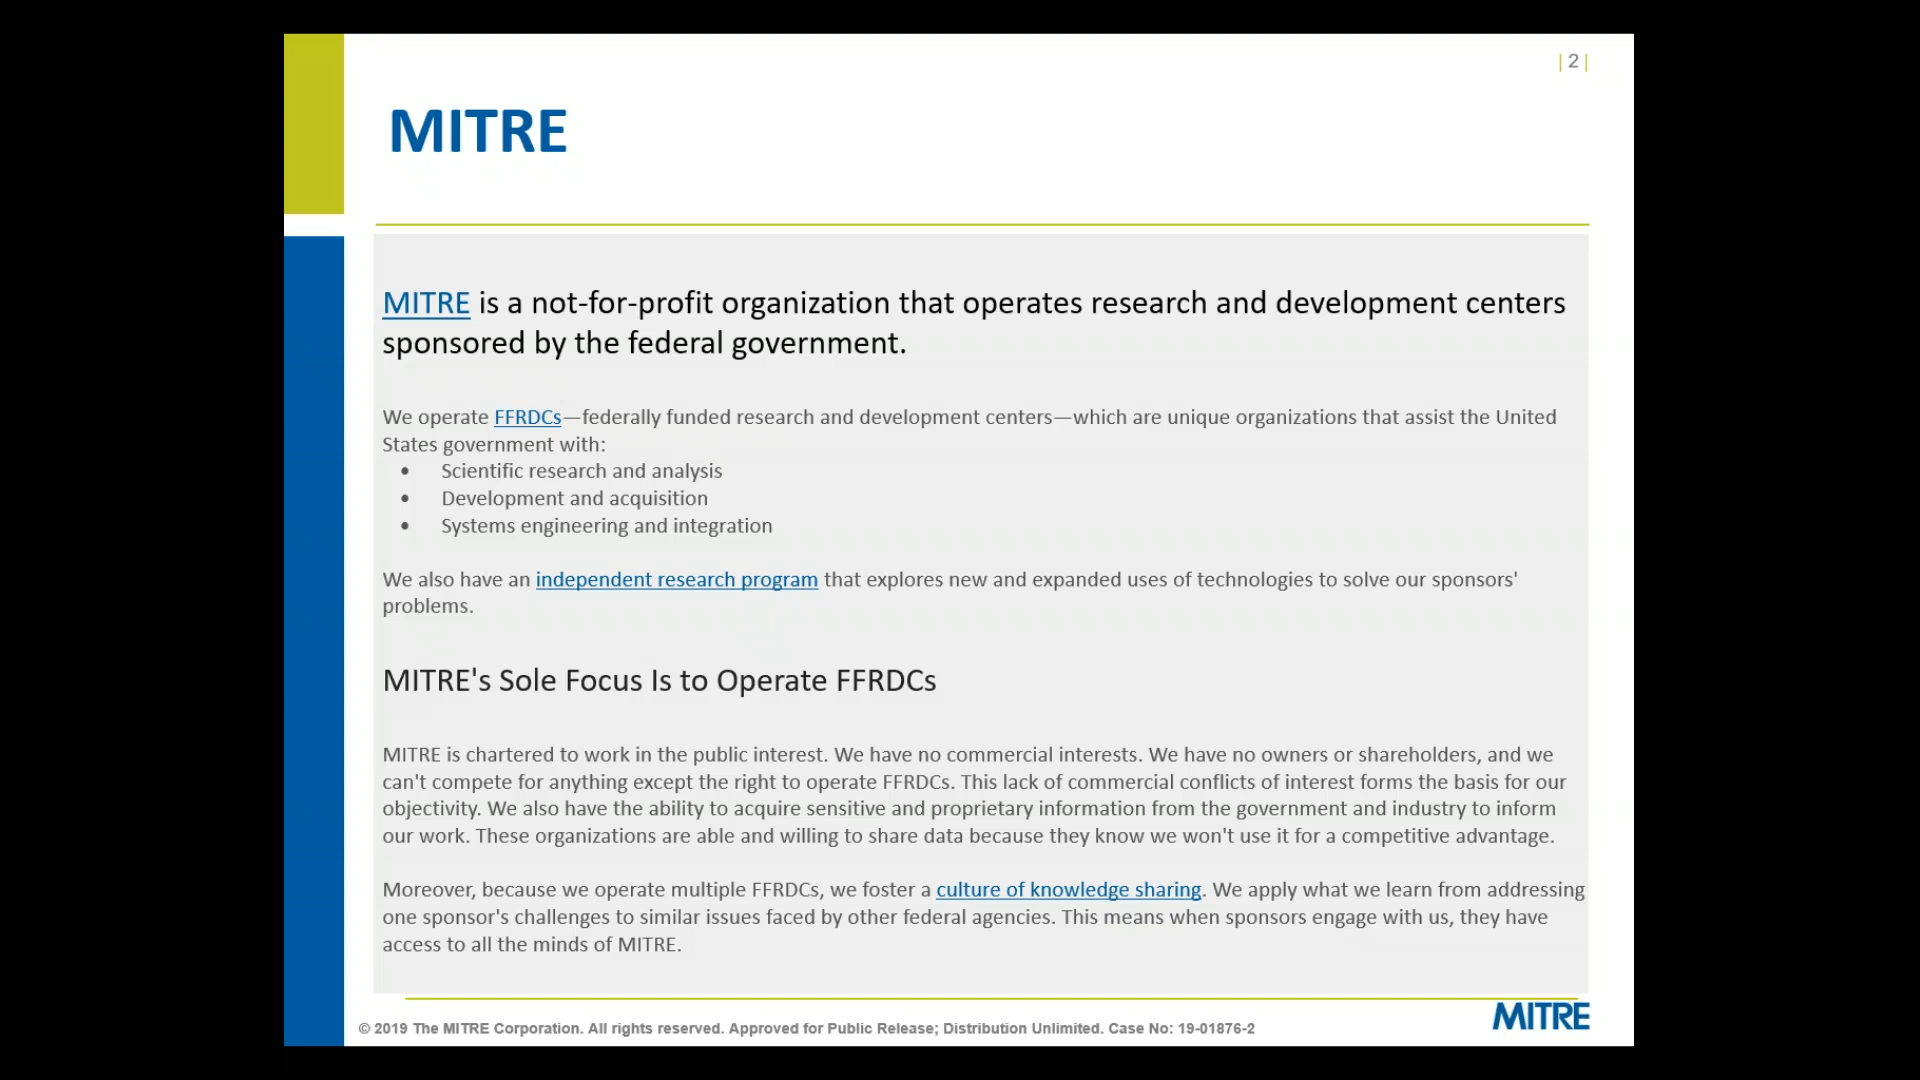 | 2 |
MITRE
MITRE is a not-for-profit organization that operates research and development centers
sponsored by the federal government.
We operate FFRDCs—federally funded research and development centers—which are unique organizations that assist the United
States government with:
• Scientific research and analysis
• Development and acquisition
• Systems engineering and integration
We also have an independent research program that explores new and expanded uses of technologies to solve our sponsors'
problems.
MITRE's Sole Focus Is to Operate FFRDCs
MITRE is chartered to work in the public interest. We have no commercial interests. We have no owners or shareholders, and we
can't compete for anything except the right to operate FFRDCs. This lack of commercial conflicts of interest forms the basis for our
objectivity. We also have the ability to acquire sensitive and proprietary information from the government and industry to inform
our work. These organizations are able and willing to share data because they know we won't use it for a competitive advantage.
Moreover, because we operate multiple FFRDCs, we foster a culture of knowledge sharing. We apply what we learn from addressing
one sponsor's challenges to similar issues faced by other federal agencies. This means when sponsors engage with us, they have
access to all the minds of MITRE.
© 2019 The MITRE Corporation. All rights reserved. Approved for Public Release; Distribution Unlimited. Case No: 19-01876-2
MITRE